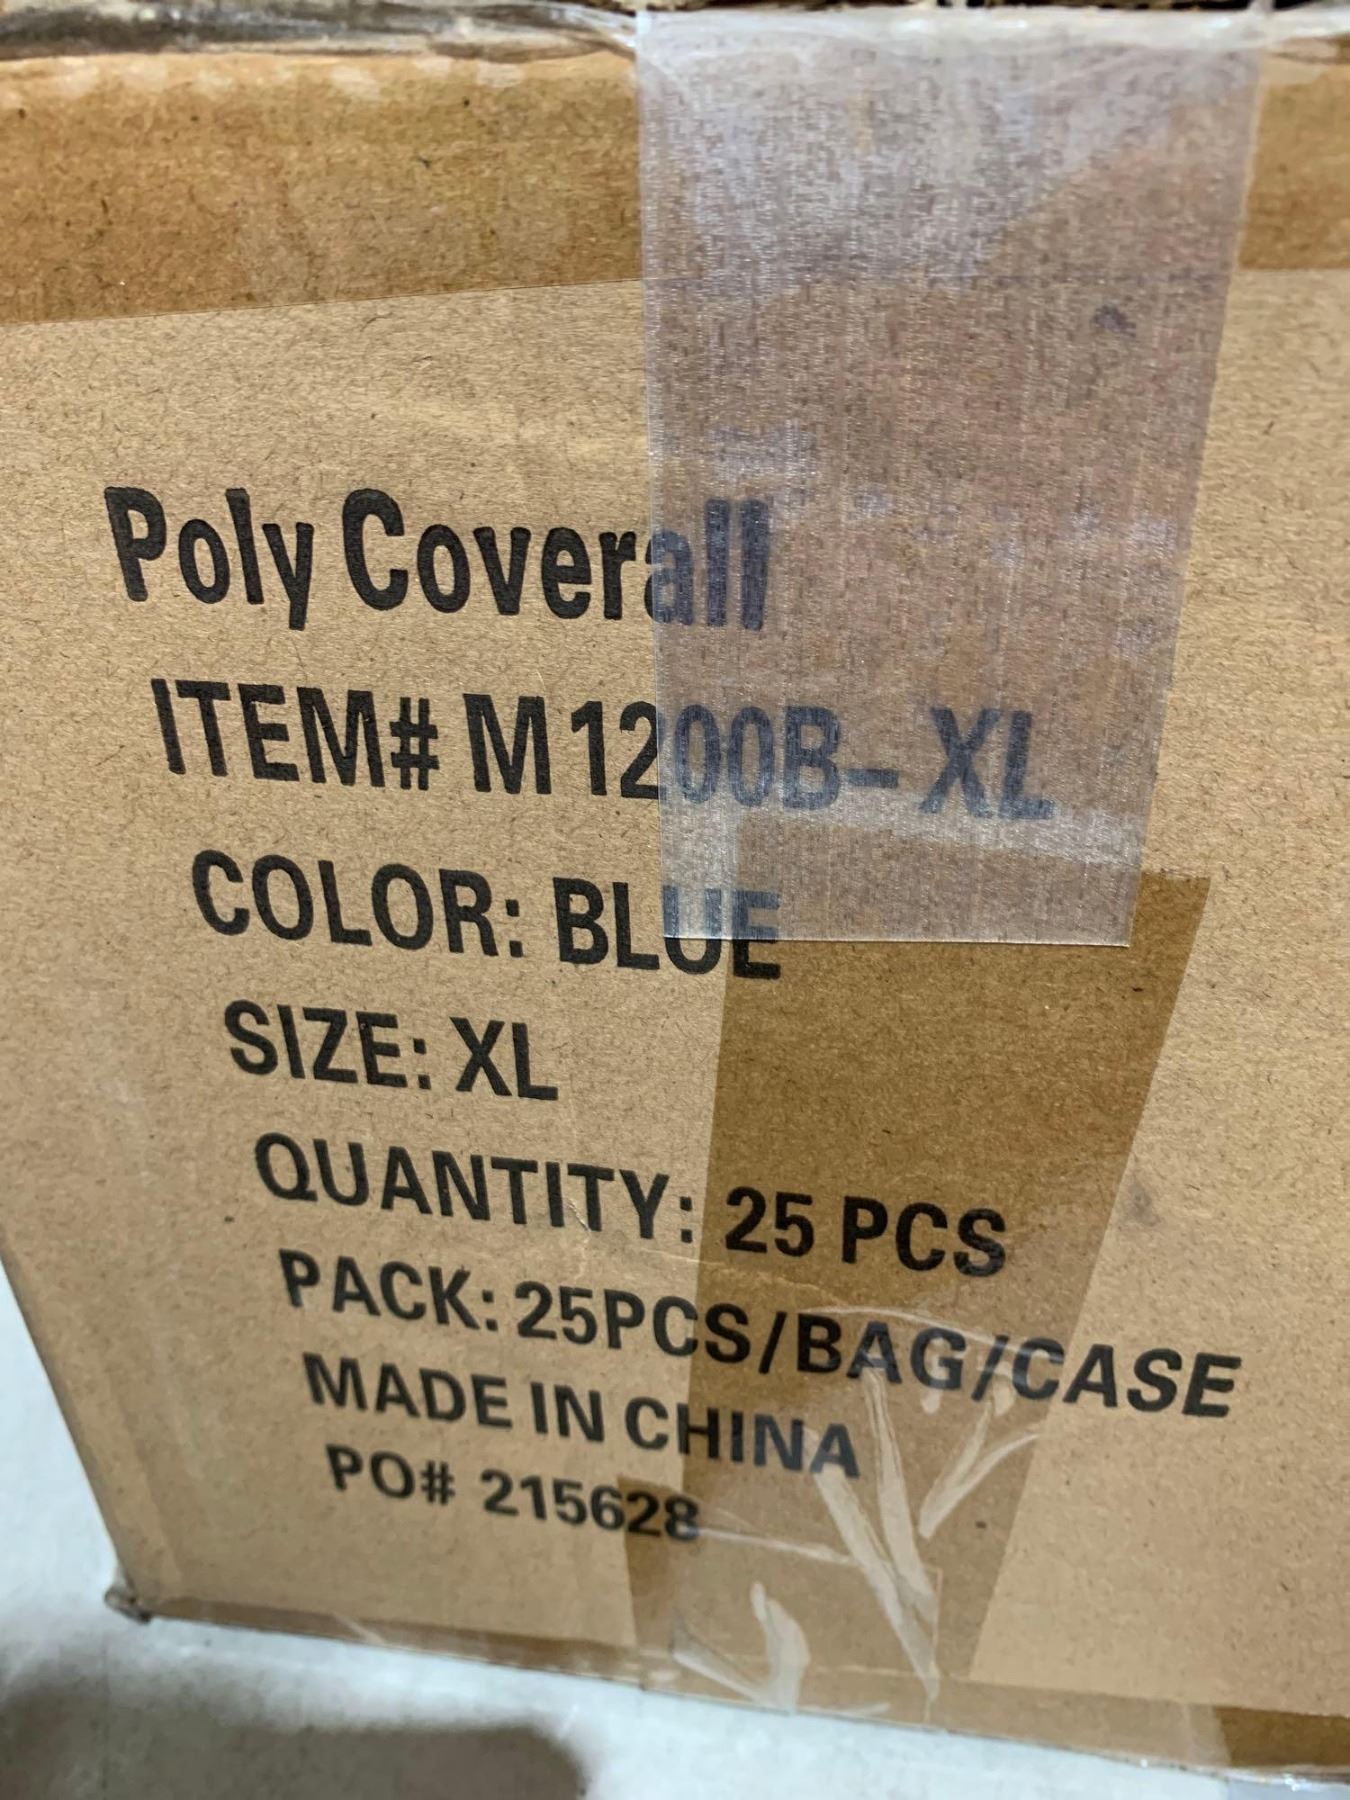 Poly Coverall
ITEM# M1200B-XL
COLOR: BLUE
SIZE: XL
QUANTITY: 25 PCS
PACK: 25PCS/BAG/CASE
MADE IN CHINA
PO# 215628